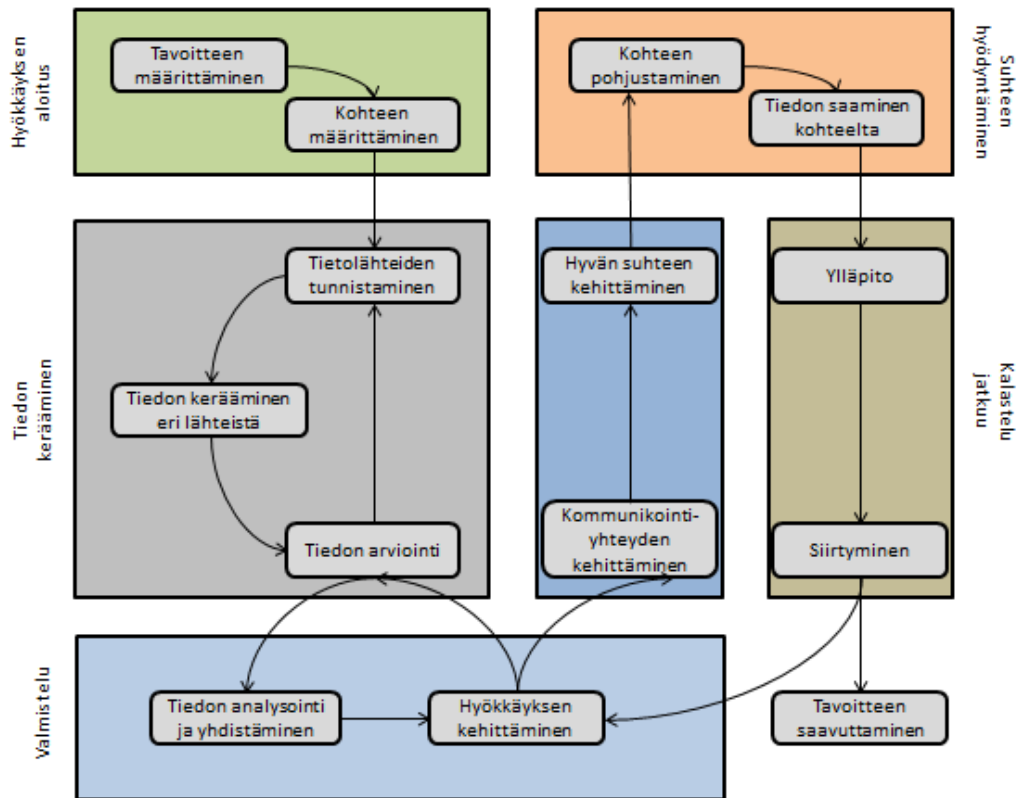 Hyökkäyksen
aloitus
Tavoitteen
määrittäminen
Kohteen
määrittäminen
Kohteen
pohjustaminen
Tiedon saaminen
kohteelta
Suhteen
hyödyntäminen
Tiedon
kerääminen
Tietolähteiden
tunnistaminen
Tiedon kerääminen
eri lähteistä
Tiedon arviointi
Hyvän suhteen
kehittäminen
Kommunikointi-
yhteyden
kehittäminen
Ylläpito
Siirtyminen
Kalastelu
jatkuu
Valmistelu
Tiedon analysointi
ja yhdistäminen
Hyökkäyksen
kehittäminen
Tavoitteen
saavuttaminen